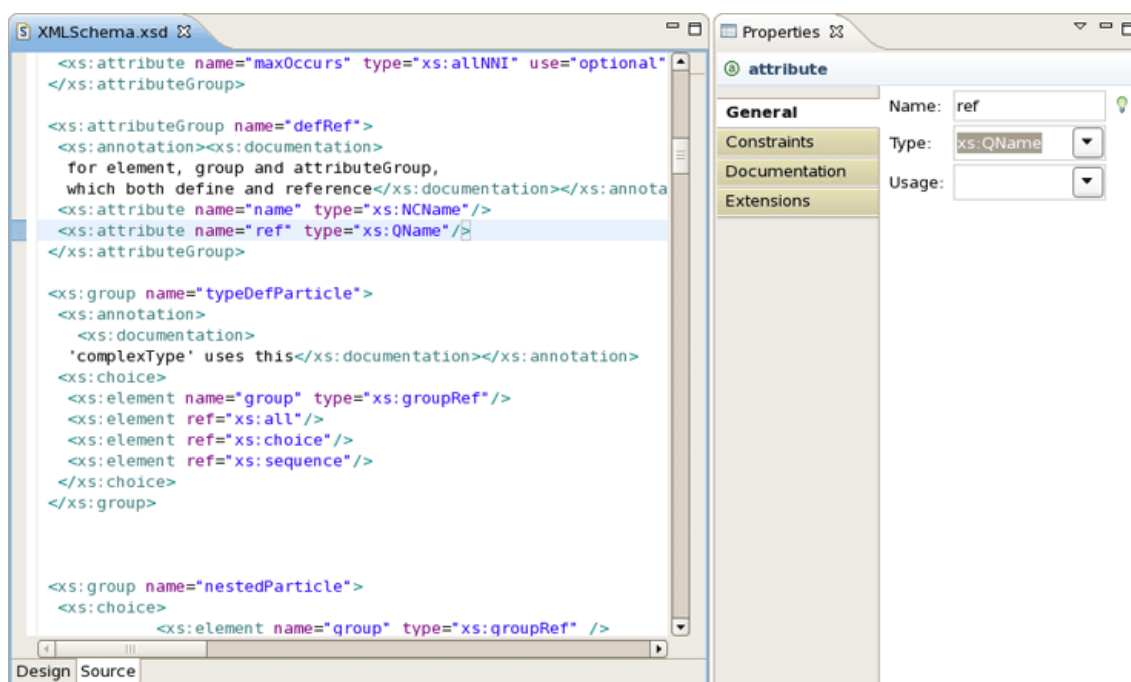 XMLSchema.xsd
<xs:attribute name="maxOccurs" type="xs:allNNI" use="optional"
</xs:attributeGroup>
<xs:attributeGroup name="defRef">
<xs:annotation><xs:documentation>
for element, group and attributeGroup,
which both define and reference</xs:documentation></xs:annota
<xs:attribute name="name" type="xs:NCName"/>
<xs:attribute name="ref" type="xs:QName"/>
</xs:attributeGroup>
<xs:group name="typeDefParticle">
<xs:annotation>
<xs:documentation>
'complexType' uses this</xs:documentation></xs:annotation>
<xs:choice>
<xs:element name="group" type="xs:groupRef"/>
<xs:element ref="xs:all"/>
<xs:element ref="xs:choice"/>
<xs:element ref="xs:sequence"/>
</xs:choice>
</xs:group>
<xs:group name="nestedParticle">
<xs:choice>
<xs:element name="group" type="xs:groupRef" />
Design Source
Properties
attribute
General
Constraints
Documentation
Extensions
Name: ref
Type: xs:QName
Usage: